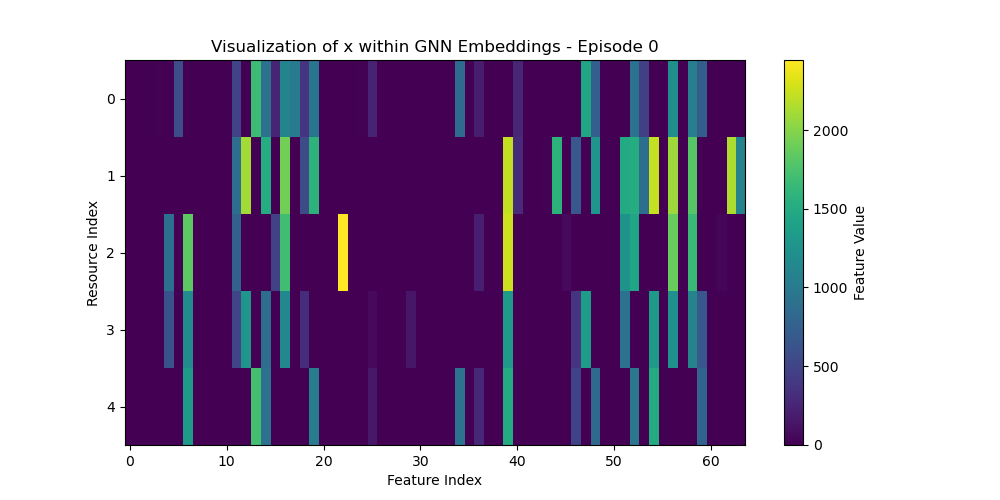 Visualization of x within GNN Embeddings - Episode 0
Resource Index
0
1
2
3
4
0 10 20 30 40 50 60
Feature Index
2000
1500
1000
500
0
Feature Value